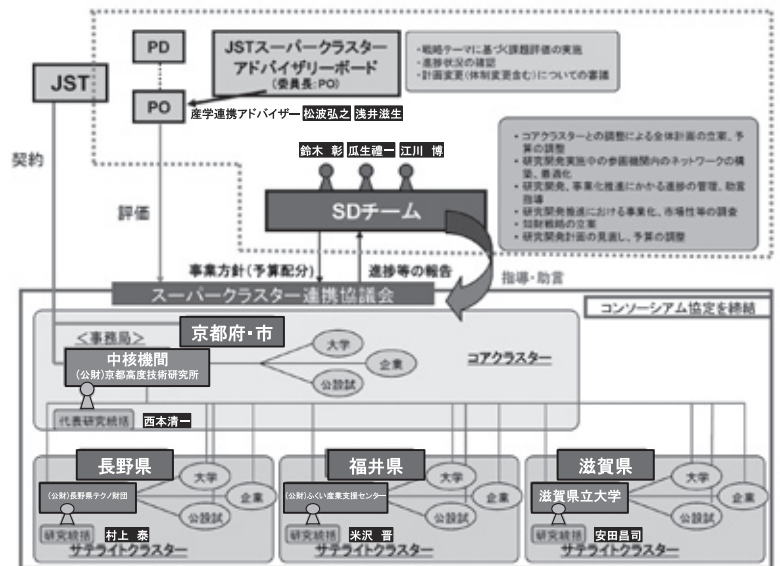 PD
JSTスーパークラスター
アドバイザリーボード
(委員長:PO)
・戦略テーマに基づく課題評価の実施
・進捗状況の確認
・計画変更(体制変更含む)についての審議
JST
PO
産学連携アドバイザー 松波弘之 浅井滋生
契約
評価
鈴木 彰 瓜生禮一 江川 博
SDチーム
・コアクラスターとの調整による全体計画の立案、予
算の調整
・研究開発実施中の参画機関内のネットワークの構
築、最適化
・研究開発、事業化推進にかかる進捗の管理、助言
指導
・研究開発推進における事業化、市場性等の調査
・知財戦略の立案
・研究開発計画の見直し、予算の調整
事業方針(予算配分)
進捗等の報告
指導・助言
スーパークラスター連携協議会
コンソーシアム協定を締結
<事務局>
京都府・市
中核機関
(公財)京都高度技術研究所
大学
企業
公設試
コアクラスター
代表研究統括 西本清一
長野県
(公財)長野県テクノ財団
大学
企業
公設試
研究統括 村上 泰
サテライトクラスター
福井県
(公財)ふくい産業支援センター
大学
企業
公設試
研究統括 米沢 晋
サテライトクラスター
滋賀県
滋賀県立大学
大学
企業
公設試
研究統括 安田昌司
サテライトクラスター